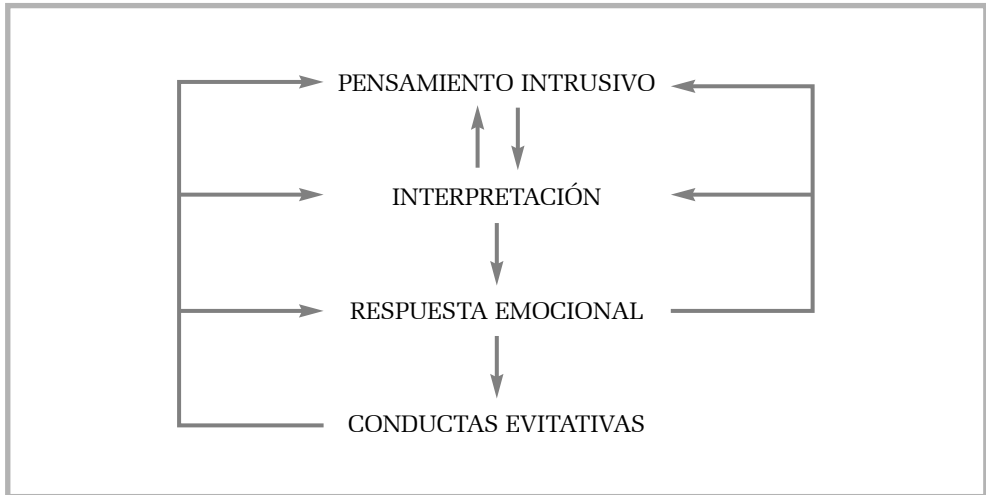 PENSAMIENTO INTRUSIVO
INTERPRETACIÓN
RESPUESTA EMOCIONAL
CONDUCTAS EVITATIVAS